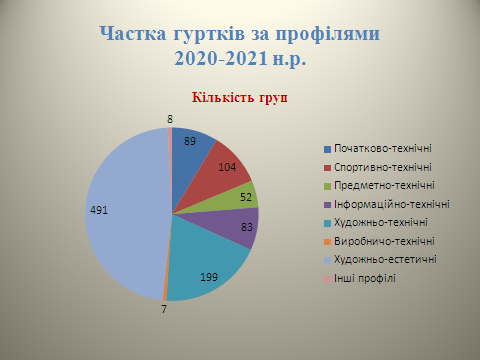 Частка гуртків за профілями
2020-2021 н.р.
Кількість груп
8
89
104
52
83
199
7
491
Початково-технічні
Спортивно-технічні
Предметно-технічні
Інформаційно-технічні
Художньо-технічні
Виробничо-технічні
Художньо-естетичні
Інші профілі